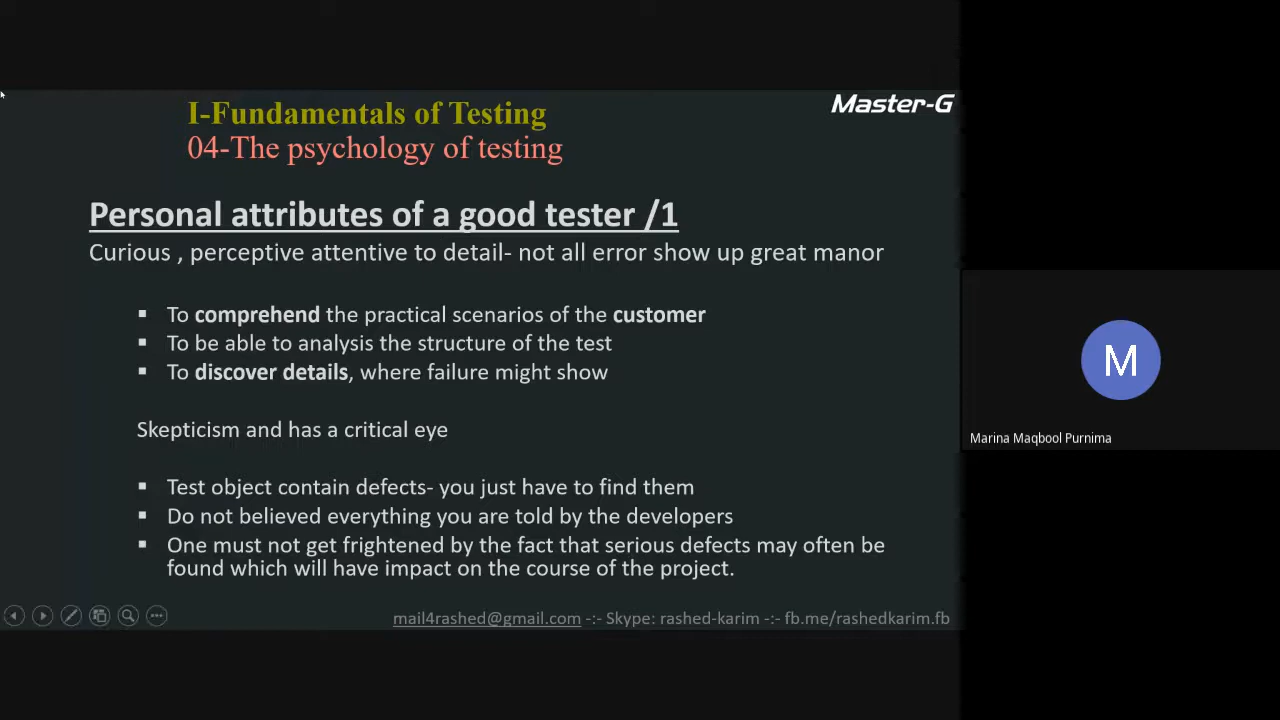 I-Fundamentals of Testing
Master-G
04-The psychology of testing
Personal attributes of a good tester /1
Curious , perceptive attentive to detail- not all error show up great manor
▪ To comprehend the practical scenarios of the customer
▪ To be able to analysis the structure of the test
▪ To discover details, where failure might show
Skepticism and has a critical eye
▪ Test object contain defects- you just have to find them
▪ Do not believed everything you are told by the developers
▪ One must not get frightened by the fact that serious defects may often be
found which will have impact on the course of the project.
mail4rashed@gmail.com -:- Skype: rashed-karim -:- fb.me/rashedkarim.fb
M
Marina Maqbool Purnima